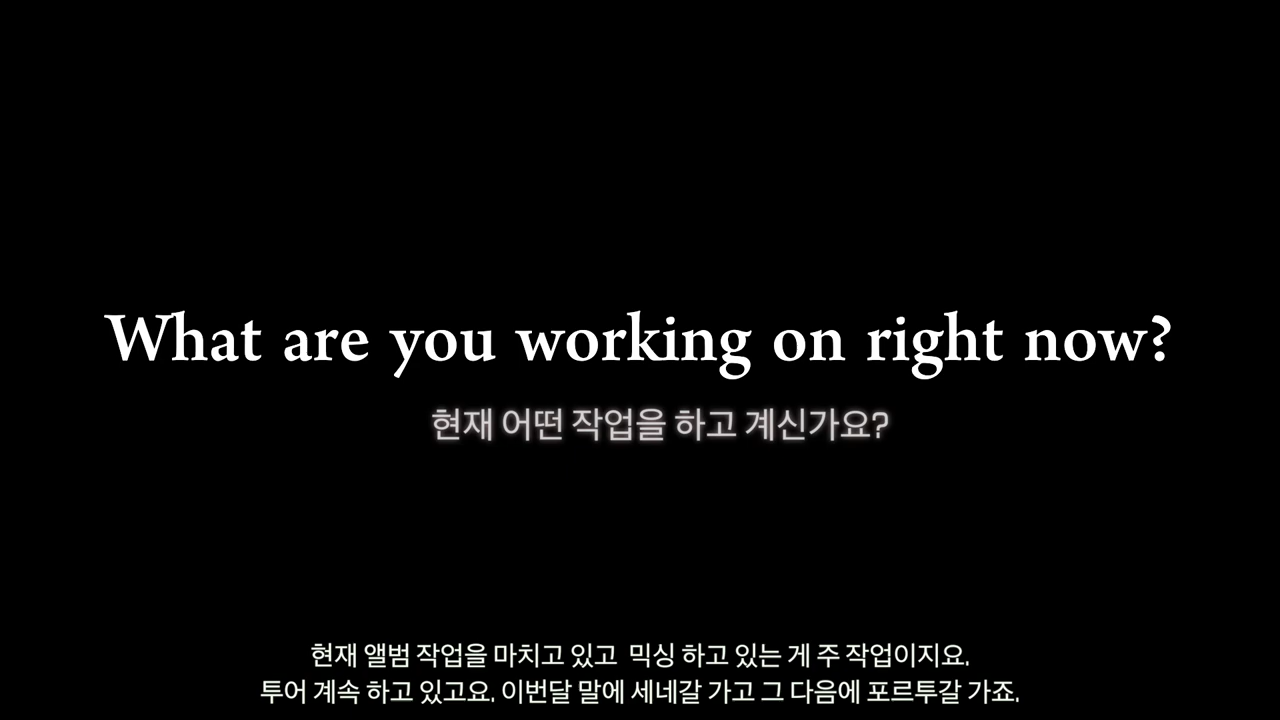 What are you working on right now?
현재 어떤 작업을 하고 계신가요?
현재 앨범 작업을 마치고 있고 믹싱 하고 있는 게 주 작업이지요.
투어 계속 하고 있고요. 이번달 말에 세네갈 가고 그 다음에 포르투갈 가죠.